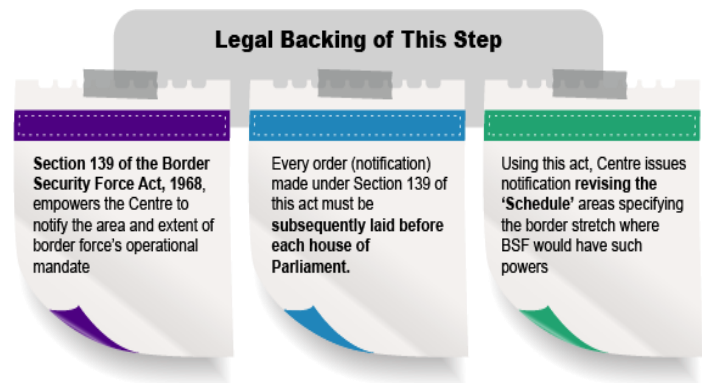 Legal Backing of This Step
Section 139 of the Border
Security Force Act, 1968,
empowers the Centre to
notify the area and extent of
border force's operational
mandate
Every order (notification)
made under Section 139 of
this act must be
subsequently laid before
each house of
Parliament.
Using this act, Centre issues
notification revising the
‘Schedule’ areas specifying
the border stretch where
BSF would have such
powers